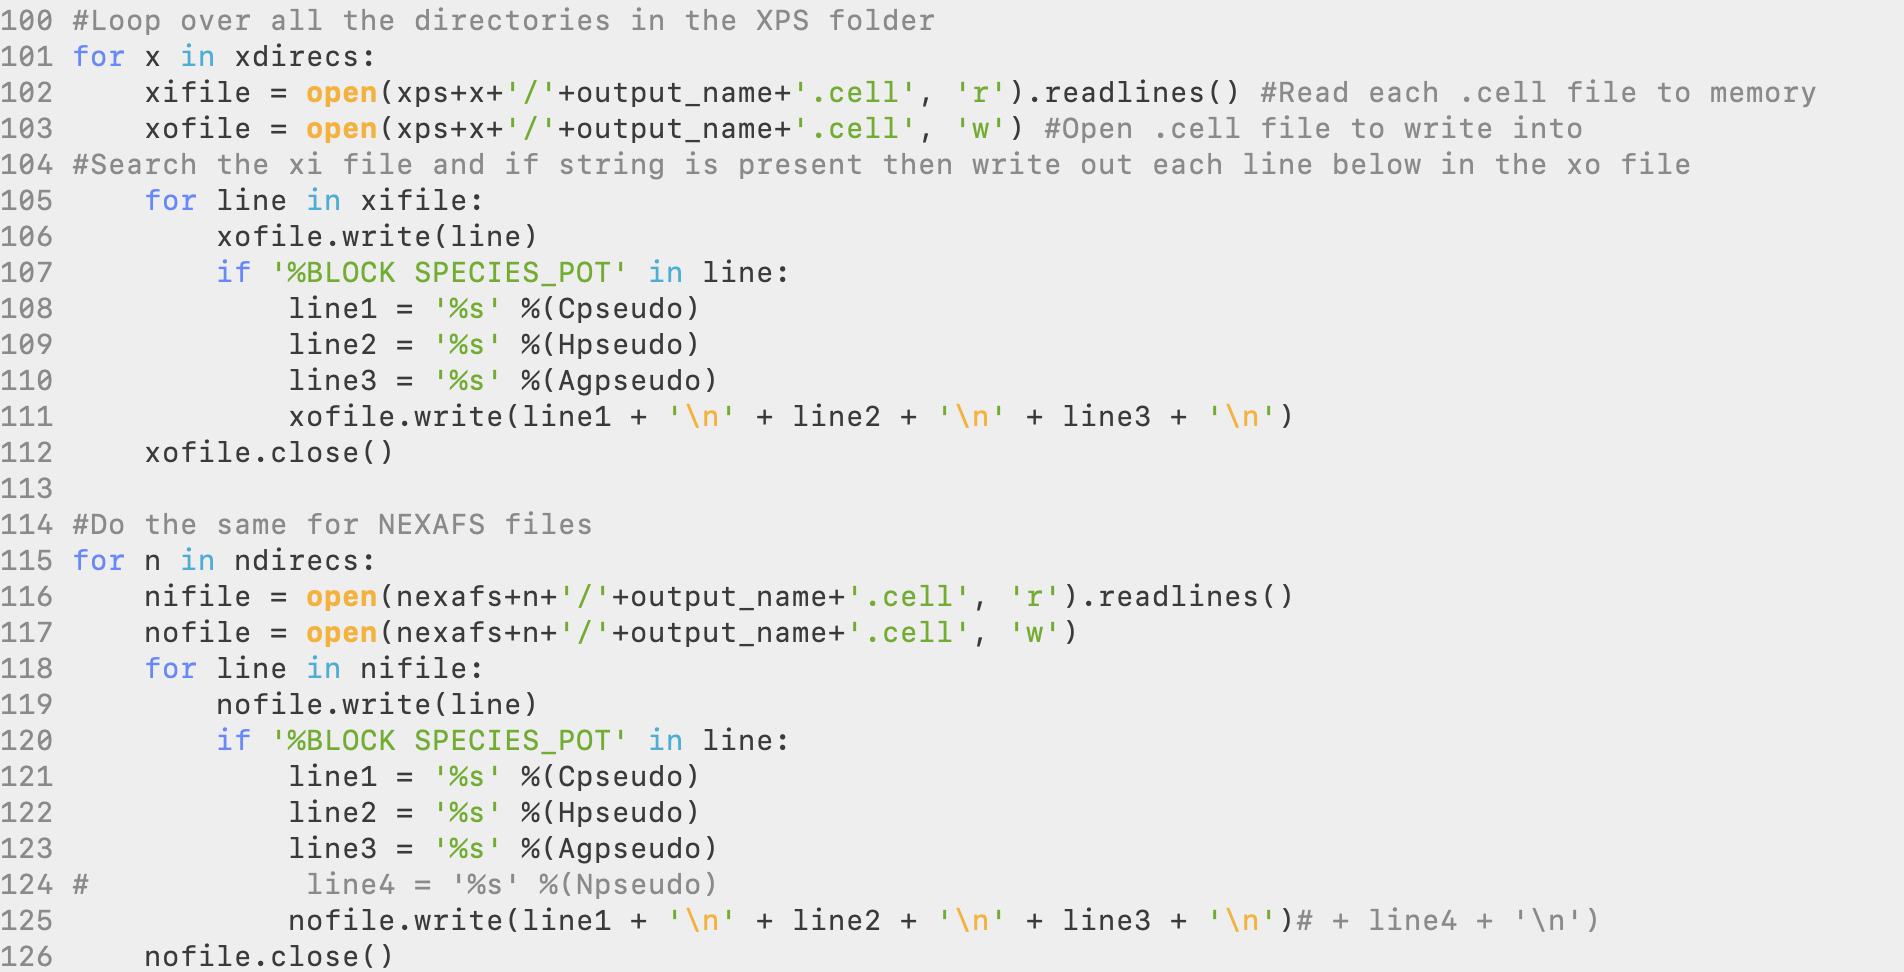 100 #Loop over all the directories in the XPS folder
101 for x in xdirecs:
102     xifile = open(xps+x+'/'+output_name+'.cell', 'r').readlines() #Read each .cell file to memory
103     xofile = open(xps+x+'/'+output_name+'.cell', 'w') #Open .cell file to write into
104 #Search the xi file and if string is present then write out each line below in the xo file
105     for line in xifile:
106         xofile.write(line)
107         if '%BLOCK SPECIES_POT' in line:
108             line1 = '%s' %(Cpseudo)
109             line2 = '%s' %(Hpseudo)
110             line3 = '%s' %(Agpseudo)
111             xofile.write(line1 + '\n' + line2 + '\n' + line3 + '\n')
112     xofile.close()
113
114 #Do the same for NEXAFS files
115 for n in ndirecs:
116     nifile = open(nexafs+n+'/'+output_name+'.cell', 'r').readlines()
117     nofile = open(nexafs+n+'/'+output_name+'.cell', 'w')
118     for line in nifile:
119         nofile.write(line)
120         if '%BLOCK SPECIES_POT' in line:
121             line1 = '%s' %(Cpseudo)
122             line2 = '%s' %(Hpseudo)
123             line3 = '%s' %(Agpseudo)
124 #            line4 = '%s' %(Npseudo)
125             nofile.write(line1 + '\n' + line2 + '\n' + line3 + '\n')# + line4 + '\n')
126     nofile.close()